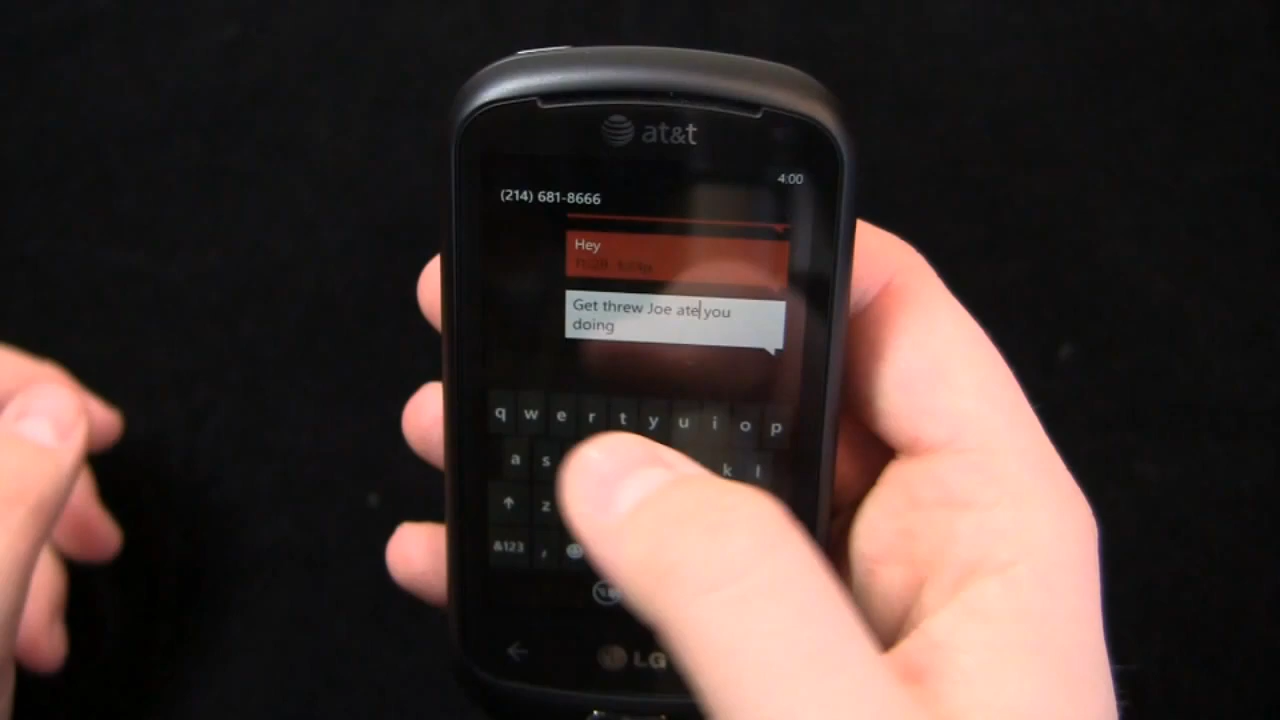 at&t
4:00
(214) 681-8666
Hey
Get threw Joe ate you
doing
q w e r t y u i o p
a s k l
z
&123 ,
LG